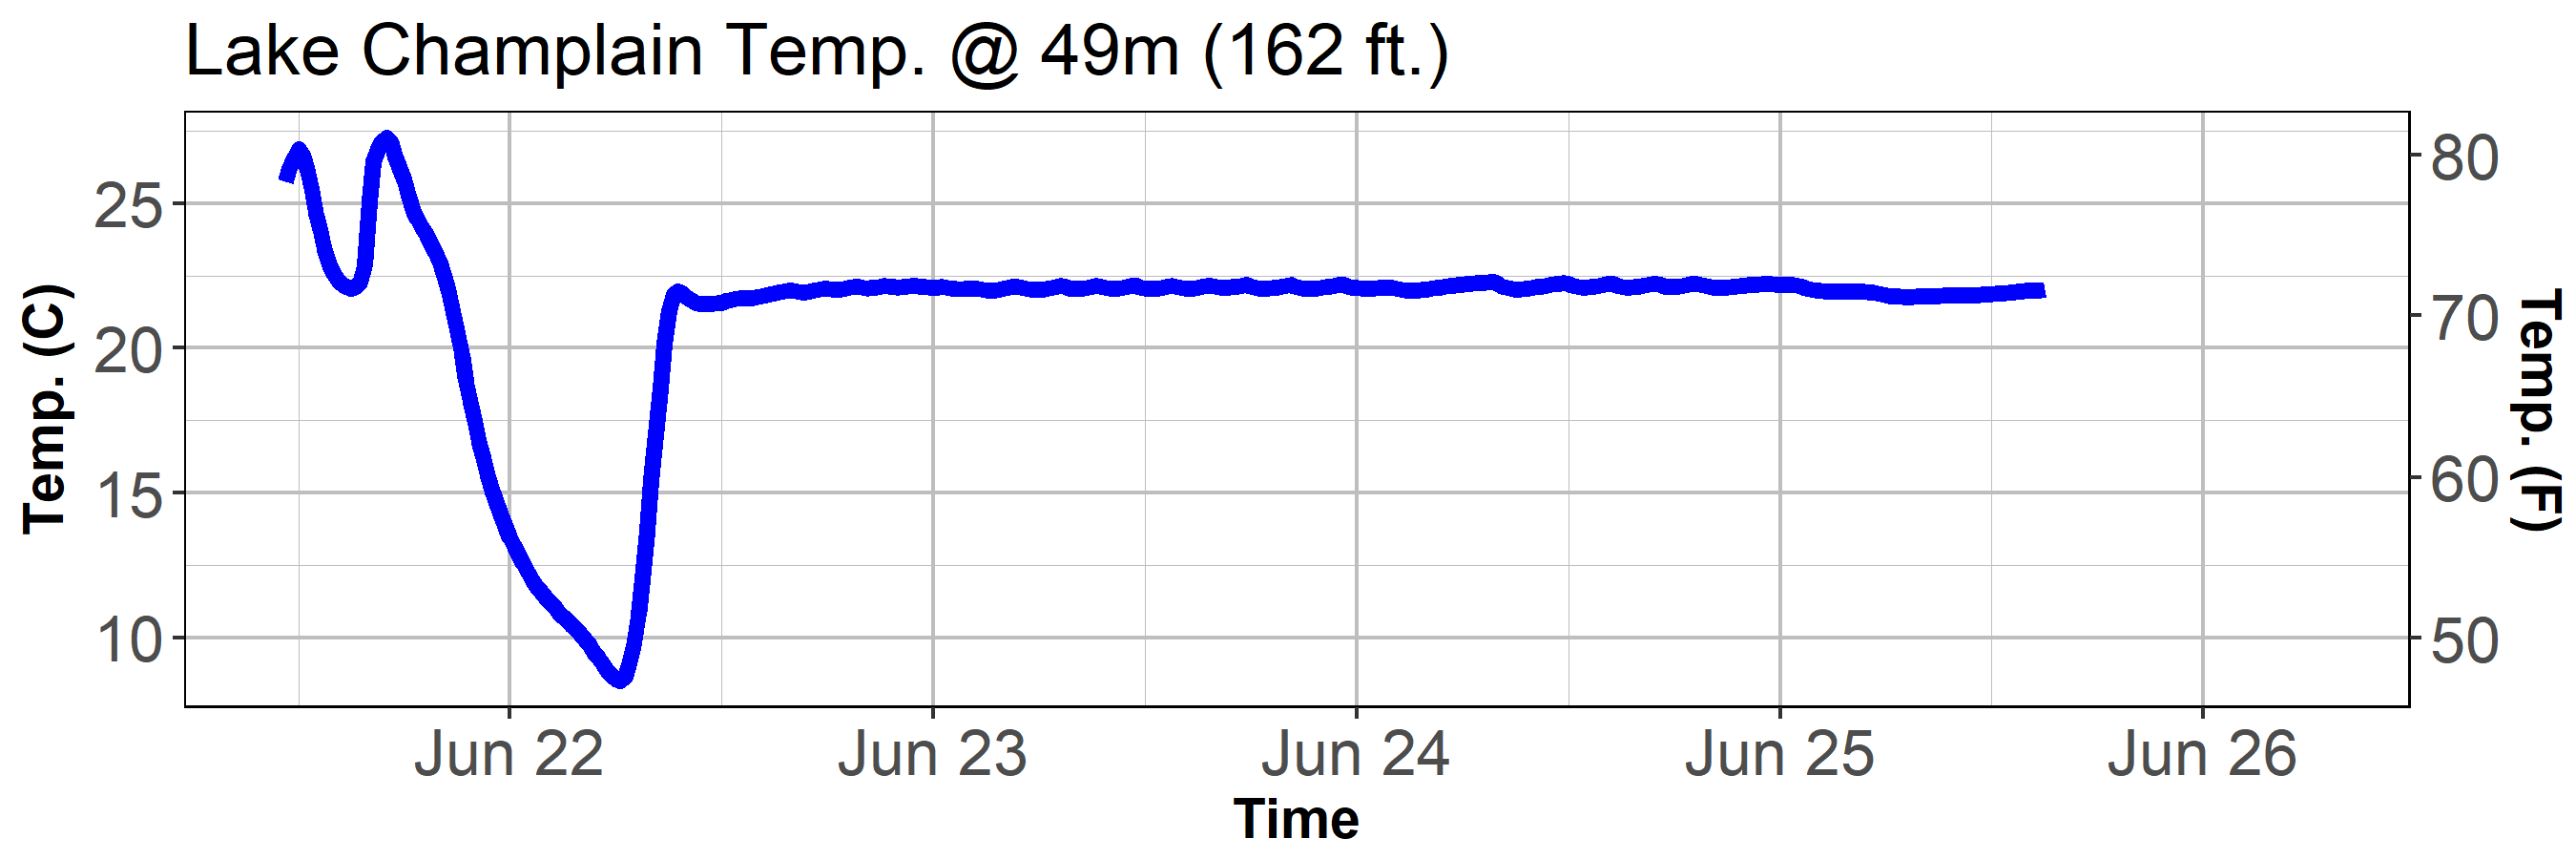 Lake Champlain Temp. @ 49m (162 ft.)
Temp. (C)
25
20
15
10
80
70
60
50
Temp. (F)
Jun 22 Jun 23 Jun 24 Jun 25 Jun 26
Time